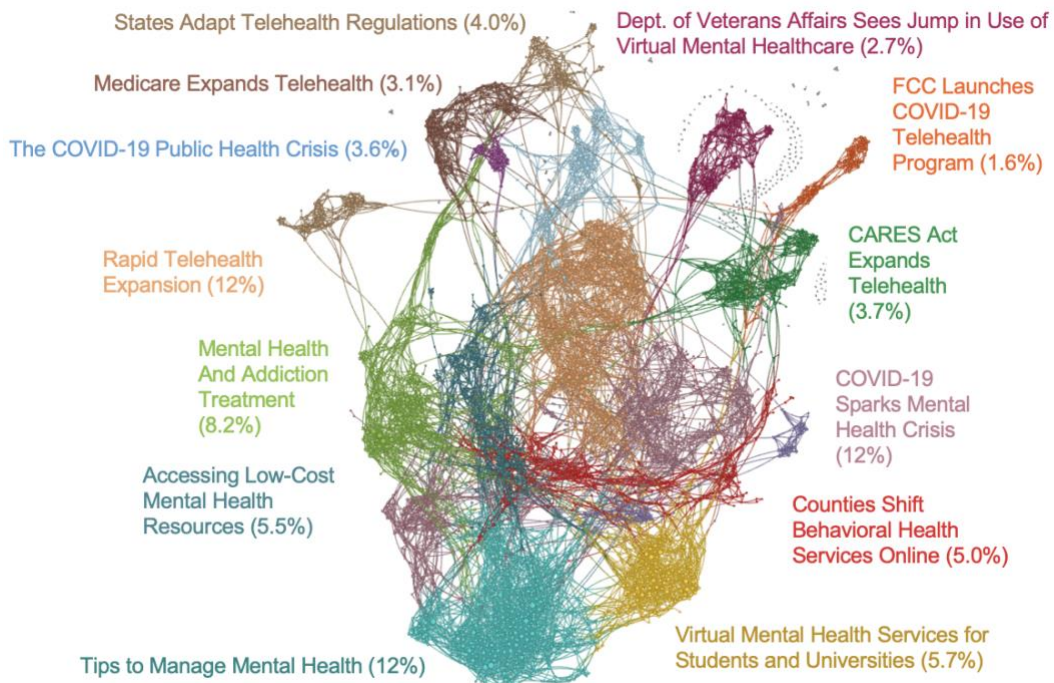 States Adapt Telehealth Regulations (4.0%)
Dept. of Veterans Affairs Sees Jump in Use of
Virtual Mental Healthcare (2.7%)
Medicare Expands Telehealth (3.1%)
FCC Launches
COVID-19
Telehealth
Program (1.6%)
The COVID-19 Public Health Crisis (3.6%)
Rapid Telehealth
Expansion (12%)
CARES Act
Expands
Telehealth
(3.7%)
Mental Health
And Addiction
Treatment
(8.2%)
COVID-19
Sparks Mental
Health Crisis
(12%)
Accessing Low-Cost
Mental Health
Resources (5.5%)
Counties Shift
Behavioral Health
Services Online (5.0%)
Tips to Manage Mental Health (12%)
Virtual Mental Health Services for
Students and Universities (5.7%)